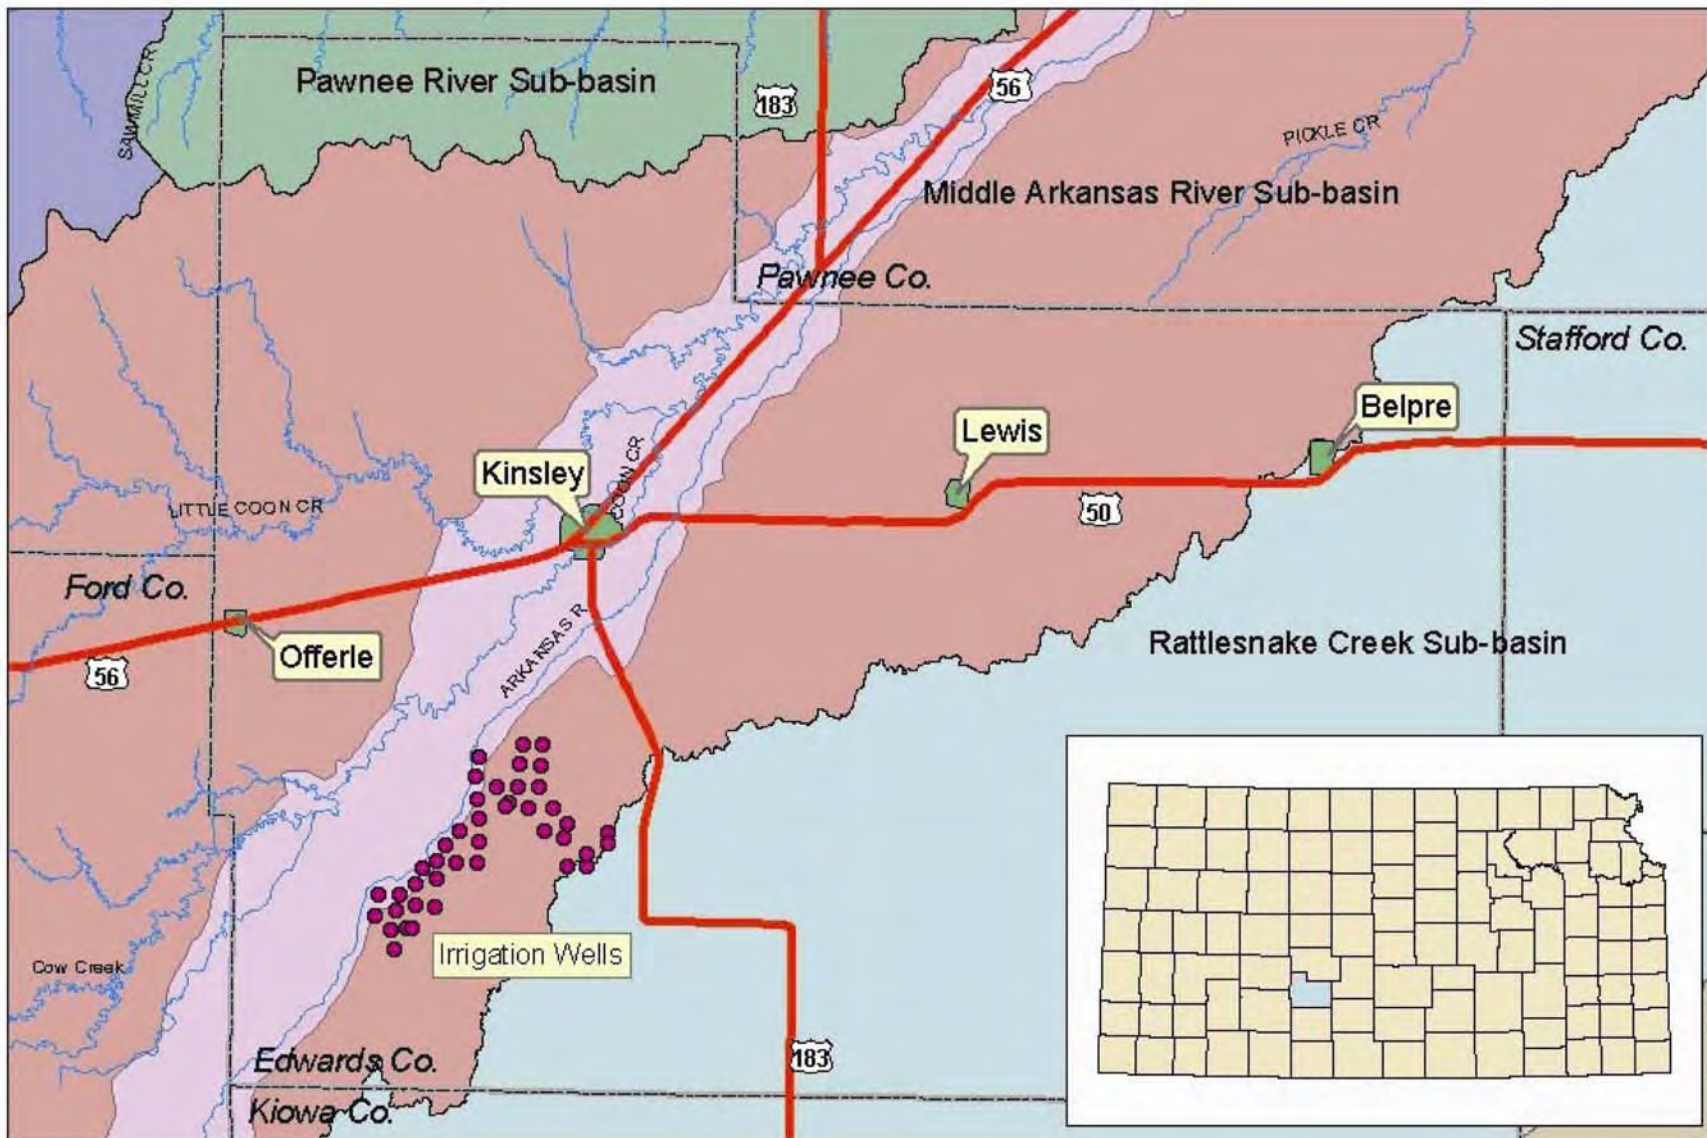 Pawnee River Sub-basin
SAWMILL CR
183
56
PICKLE CR
Middle Arkansas River Sub-basin
Pawnee Co.
Stafford Co.
Belpre
Lewis
Kinsley
COON CR
LITTLE COON CR
50
Ford Co.
ARKANSAS R
Offerle
Rattlesnake Creek Sub-basin
56
Irrigation Wells
Cow Creek
Edwards Co.
183
Kiowa Co.